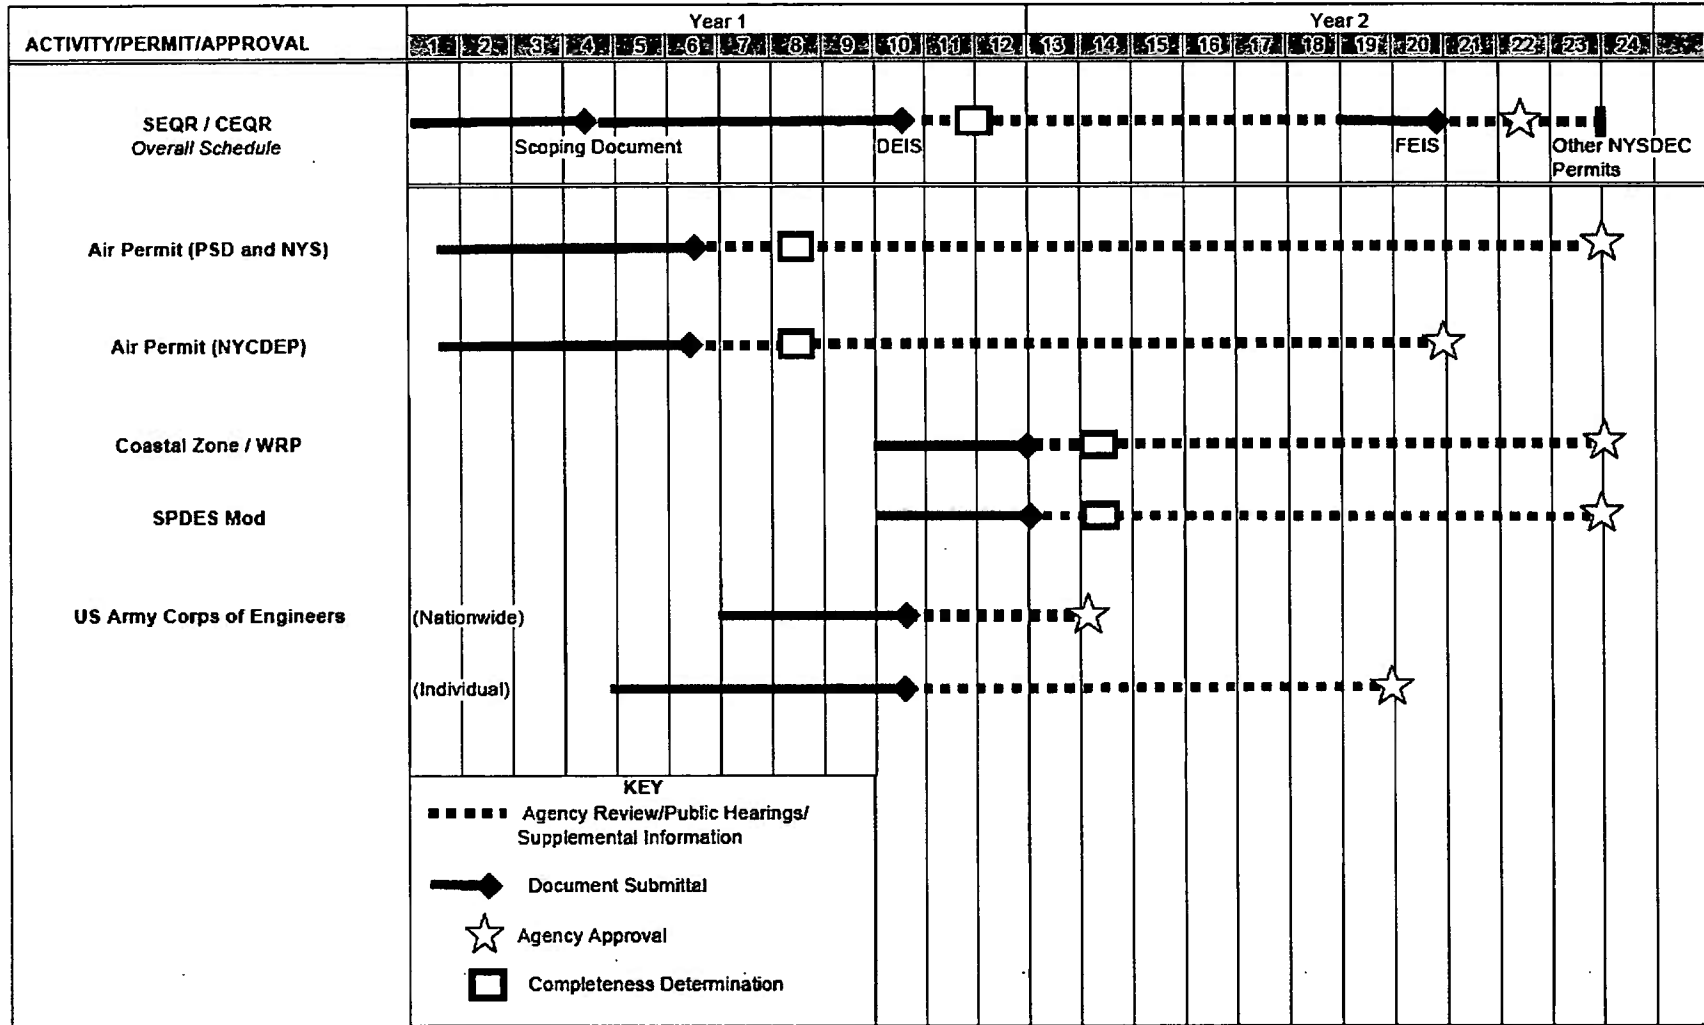 Year 1 Year 2
ACTIVITY/PERMIT/APPROVAL 1 2 3 4 5 6 7 8 9 10 11 12 13 14 15 16 17 18 19 20 21 22 23 24
SEQR / CEQR
Overall Schedule
Scoping Document DEIS FEIS Other NYSDEC
Permits
Air Permit (PSD and NYS)
Air Permit (NYCDEP)
Coastal Zone / WRP
SPDES Mod
US Army Corps of Engineers (Nationwide)
(Individual)
KEY
Agency Review/Public Hearings/
Supplemental Information
Document Submittal
Agency Approval
Completeness Determination